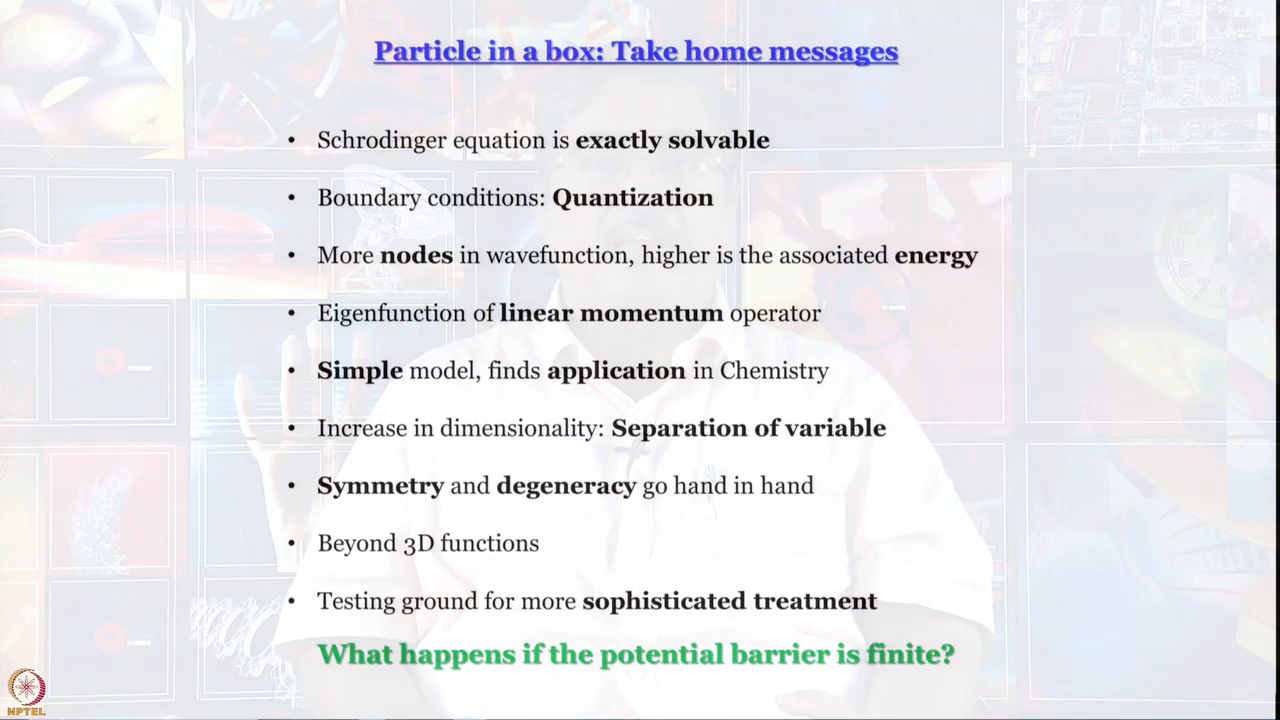 Particle in a box: Take home messages
• Schrodinger equation is exactly solvable
• Boundary conditions: Quantization
• More nodes in wavefunction, higher is the associated energy
• Eigenfunction of linear momentum operator
• Simple model, finds application in Chemistry
• Increase in dimensionality: Separation of variable
• Symmetry and degeneracy go hand in hand
• Beyond 3D functions
• Testing ground for more sophisticated treatment
What happens if the potential barrier is finite?
NPTEL